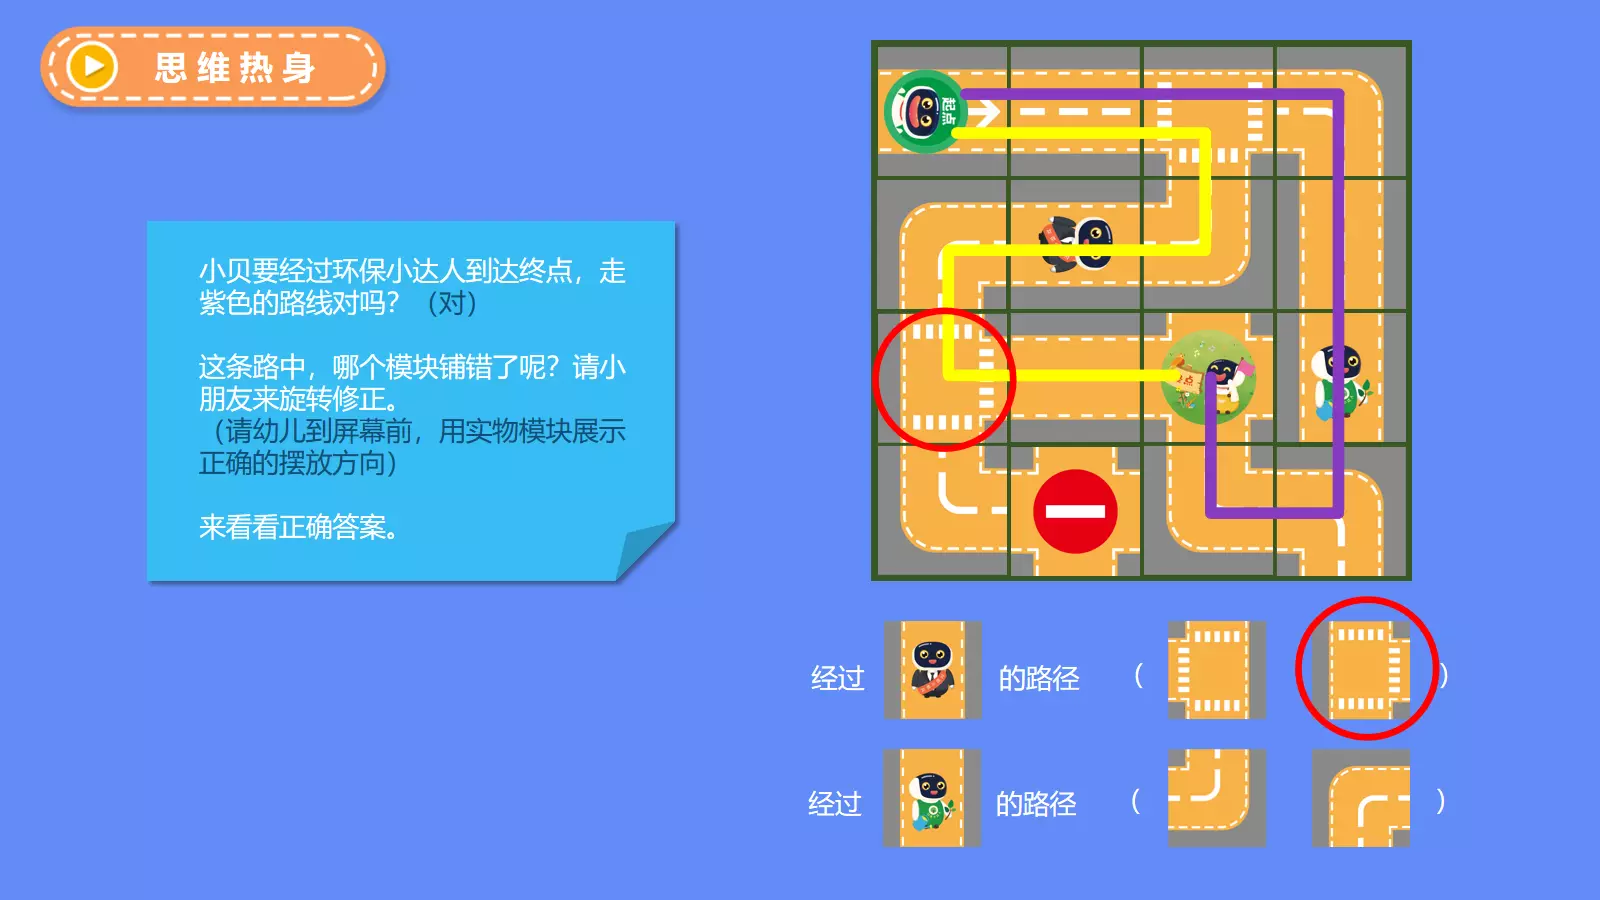 思维热身
起点
小贝要经过环保小达人到达终点，走
紫色的路线对吗？（对）
这条路中，哪个模块铺错了呢？请小
朋友来旋转修正。
（请幼儿到屏幕前，用实物模块展示
正确的摆放方向）
来看看正确答案。
经过 的路径 （ ）
经过 的路径 （ ）